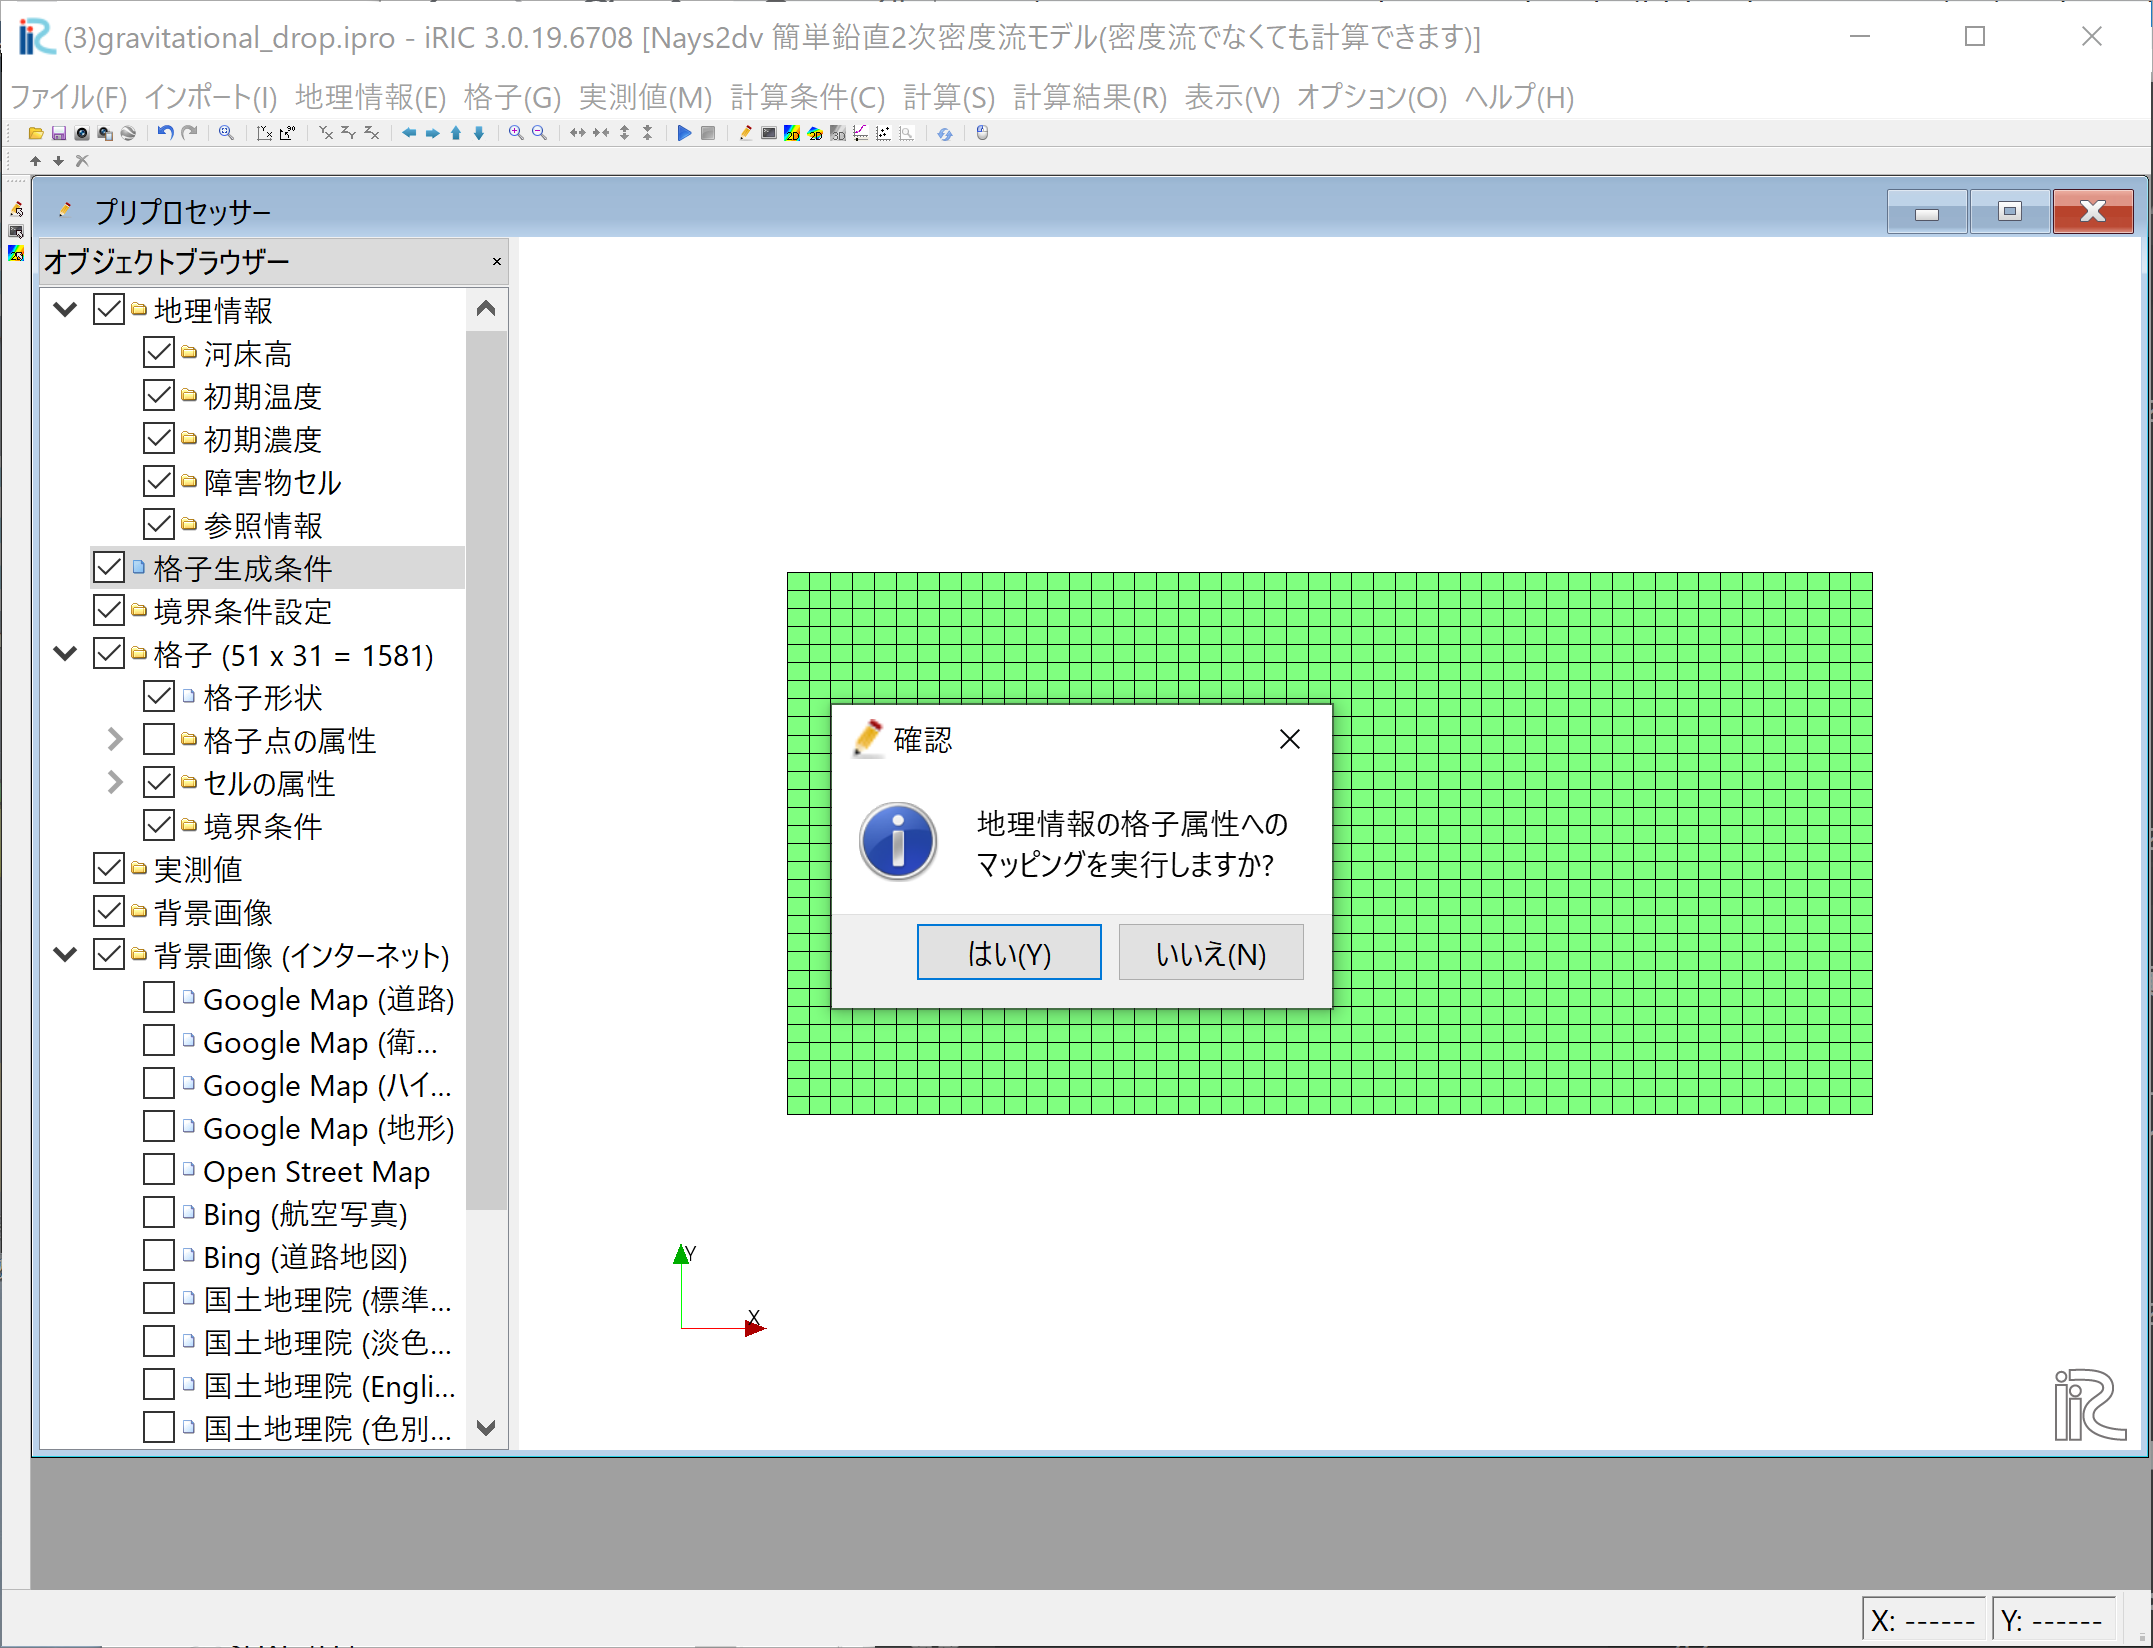 (3)gravitational_drop.ipro - iRIC 3.0.19.6708 [Nays2dv 簡単鉛直2次密度流モデル(密度流でなくても計算できます)]
ファイル(F) インポート(I) 地理情報(E) 格子(G) 実測値(M) 計算条件(C) 計算(S) 計算結果(R) 表示(V) オプション(O) ヘルプ(H)
プリプロセッサー
オブジェクトブラウザー
地理情報
河床高
初期温度
初期濃度
障害物セル
参照情報
格子生成条件
境界条件設定
格子 (51 x 31 = 1581)
格子形状
格子点の属性
セルの属性
境界条件
実測値
背景画像
背景画像 (インターネット)
Google Map (道路)
Google Map (衛...
Google Map (ハイ...
Google Map (地形)
Open Street Map
Bing (航空写真)
Bing (道路地図)
国土地理院 (標準...
国土地理院 (淡色...
国土地理院 (Engli...
国土地理院 (色別...
確認
地理情報の格子属性への
マッピングを実行しますか?
はい(Y) いいえ(N)
Y
X
iRIC
X: ------ Y: ------